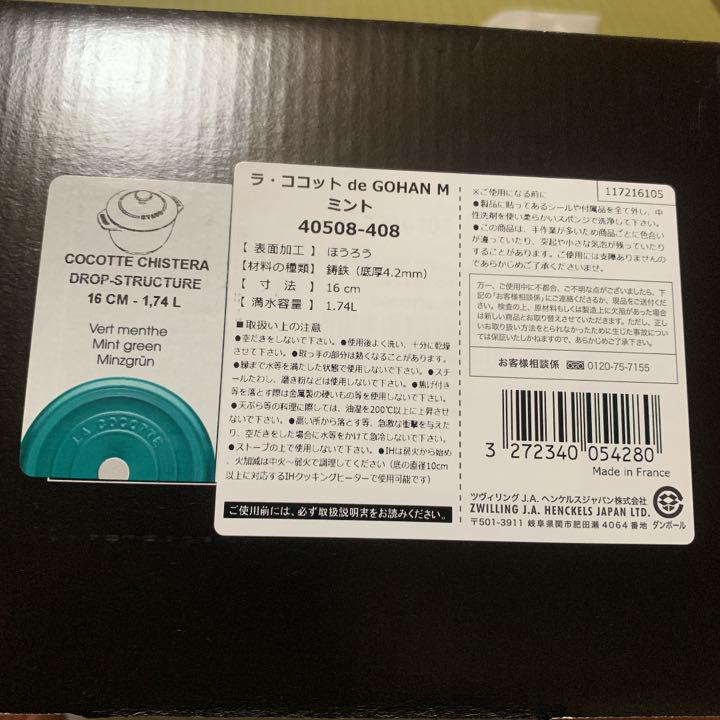 COCOTTE CHISTERA
DROP-STRUCTURE
16 CM - 1,74 L
Vert menthe
Mint green
Minzgrün
LA COCOTTE
ラ・ココット de GOHAN M
ミント
40508-408
【 表面加工 】 ほうろう
【材料の種類】 鋳鉄（底厚4.2mm）
【 寸 法 】 16 cm
【 満水容量 】 1.74L
■取扱い上の注意
●空だきをしないで下さい。●使用後よく洗い、十分に乾燥
させて下さい。●取っ手の部分は熱くなることがあります。
●縁まで水等を満たした状態で使用しないで下さい。●スチ
ールたわし、磨き粉などは使用しないで下さい。●焦げ付き
等を落とす際は金属製の硬いもの等を使用しないで下さい。
●天ぷら等の料理に際しては、油温を200℃以上に上昇させ
ないで下さい。●高い所から落とす等、急激な衝撃を与えた
り、空だきをした場合に水等をかけて急冷しないで下さい。
●ストーブの上で使用しないで下さい。●IHは弱火から始め
、火加減は中火～弱火で調理してください（底の直径10cm
以上に対応するIHクッキングヒーターで使用可能です）
ご使用前には、必ず取扱説明書をお読みください。
※ご使用になる前に
117216105
●製品に貼ってあるシールや付属品を全て外し、中
性洗剤を使い柔らかいスポンジで洗浄して下さい。
●この商品は、手作業が多いため商品ごとに色合い
が違っていたり、突起や小さな気泡が残っていたり
することがあります。ご使用には支障ありませんの
であらかじめご了承くださいませ。
万一、ご使用中に不都合、ご不明な点がございましたら、下
記の「お客様相談係」にご連絡くださるか、現品をご送付くだ
さい。検査の上、原材料もしくは製造上に欠陥があった場合
は新しい商品とお取り替えさせていただきます。ただし、正し
いお取り扱い方法をとられなかったために生じた事故につい
ては保証いたしかねますので、あらかじめご了承下さい。
お客様相談係 0120-75-7155
3 272340 054280
Made in France
ツヴィリング J.A. ヘンケルスジャパン株式会社
ZWILLING J.A. HENCKELS JAPAN LTD.
〒501-3911 岐阜県関市肥田瀬 4064 番地
ダンボール